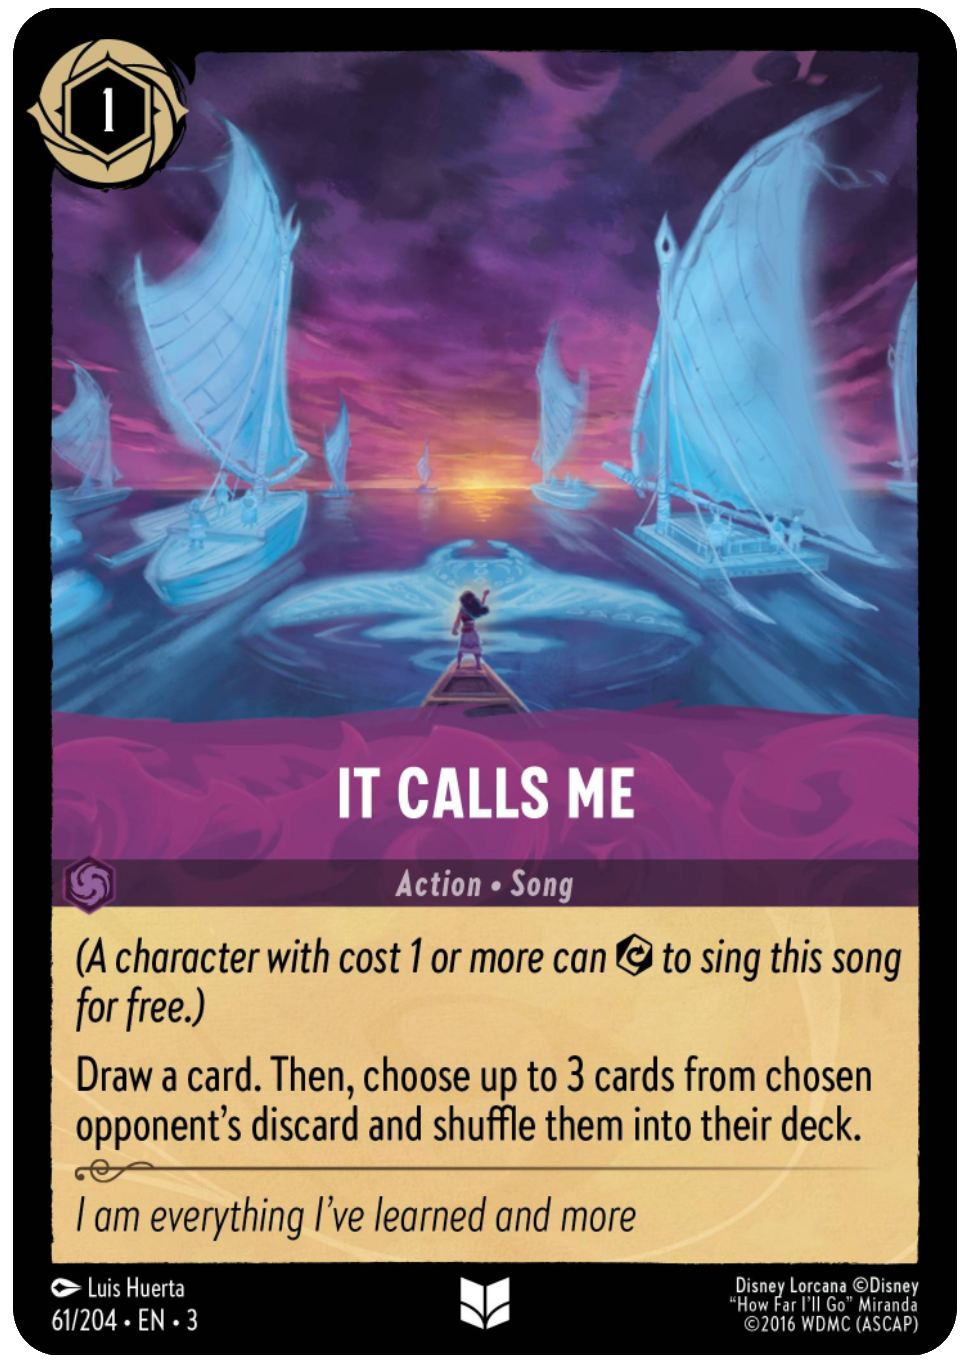 1
IT CALLS ME
Action • Song
(A character with cost 1 or more can to sing this song
for free.)
Draw a card. Then, choose up to 3 cards from chosen
opponent's discard and shuffle them into their deck.
I am everything I've learned and more
Luis Huerta
61/204 • EN • 3
Disney Lorcana ©Disney
"How Far I'll Go" Miranda
©2016 WDMC (ASCAP)